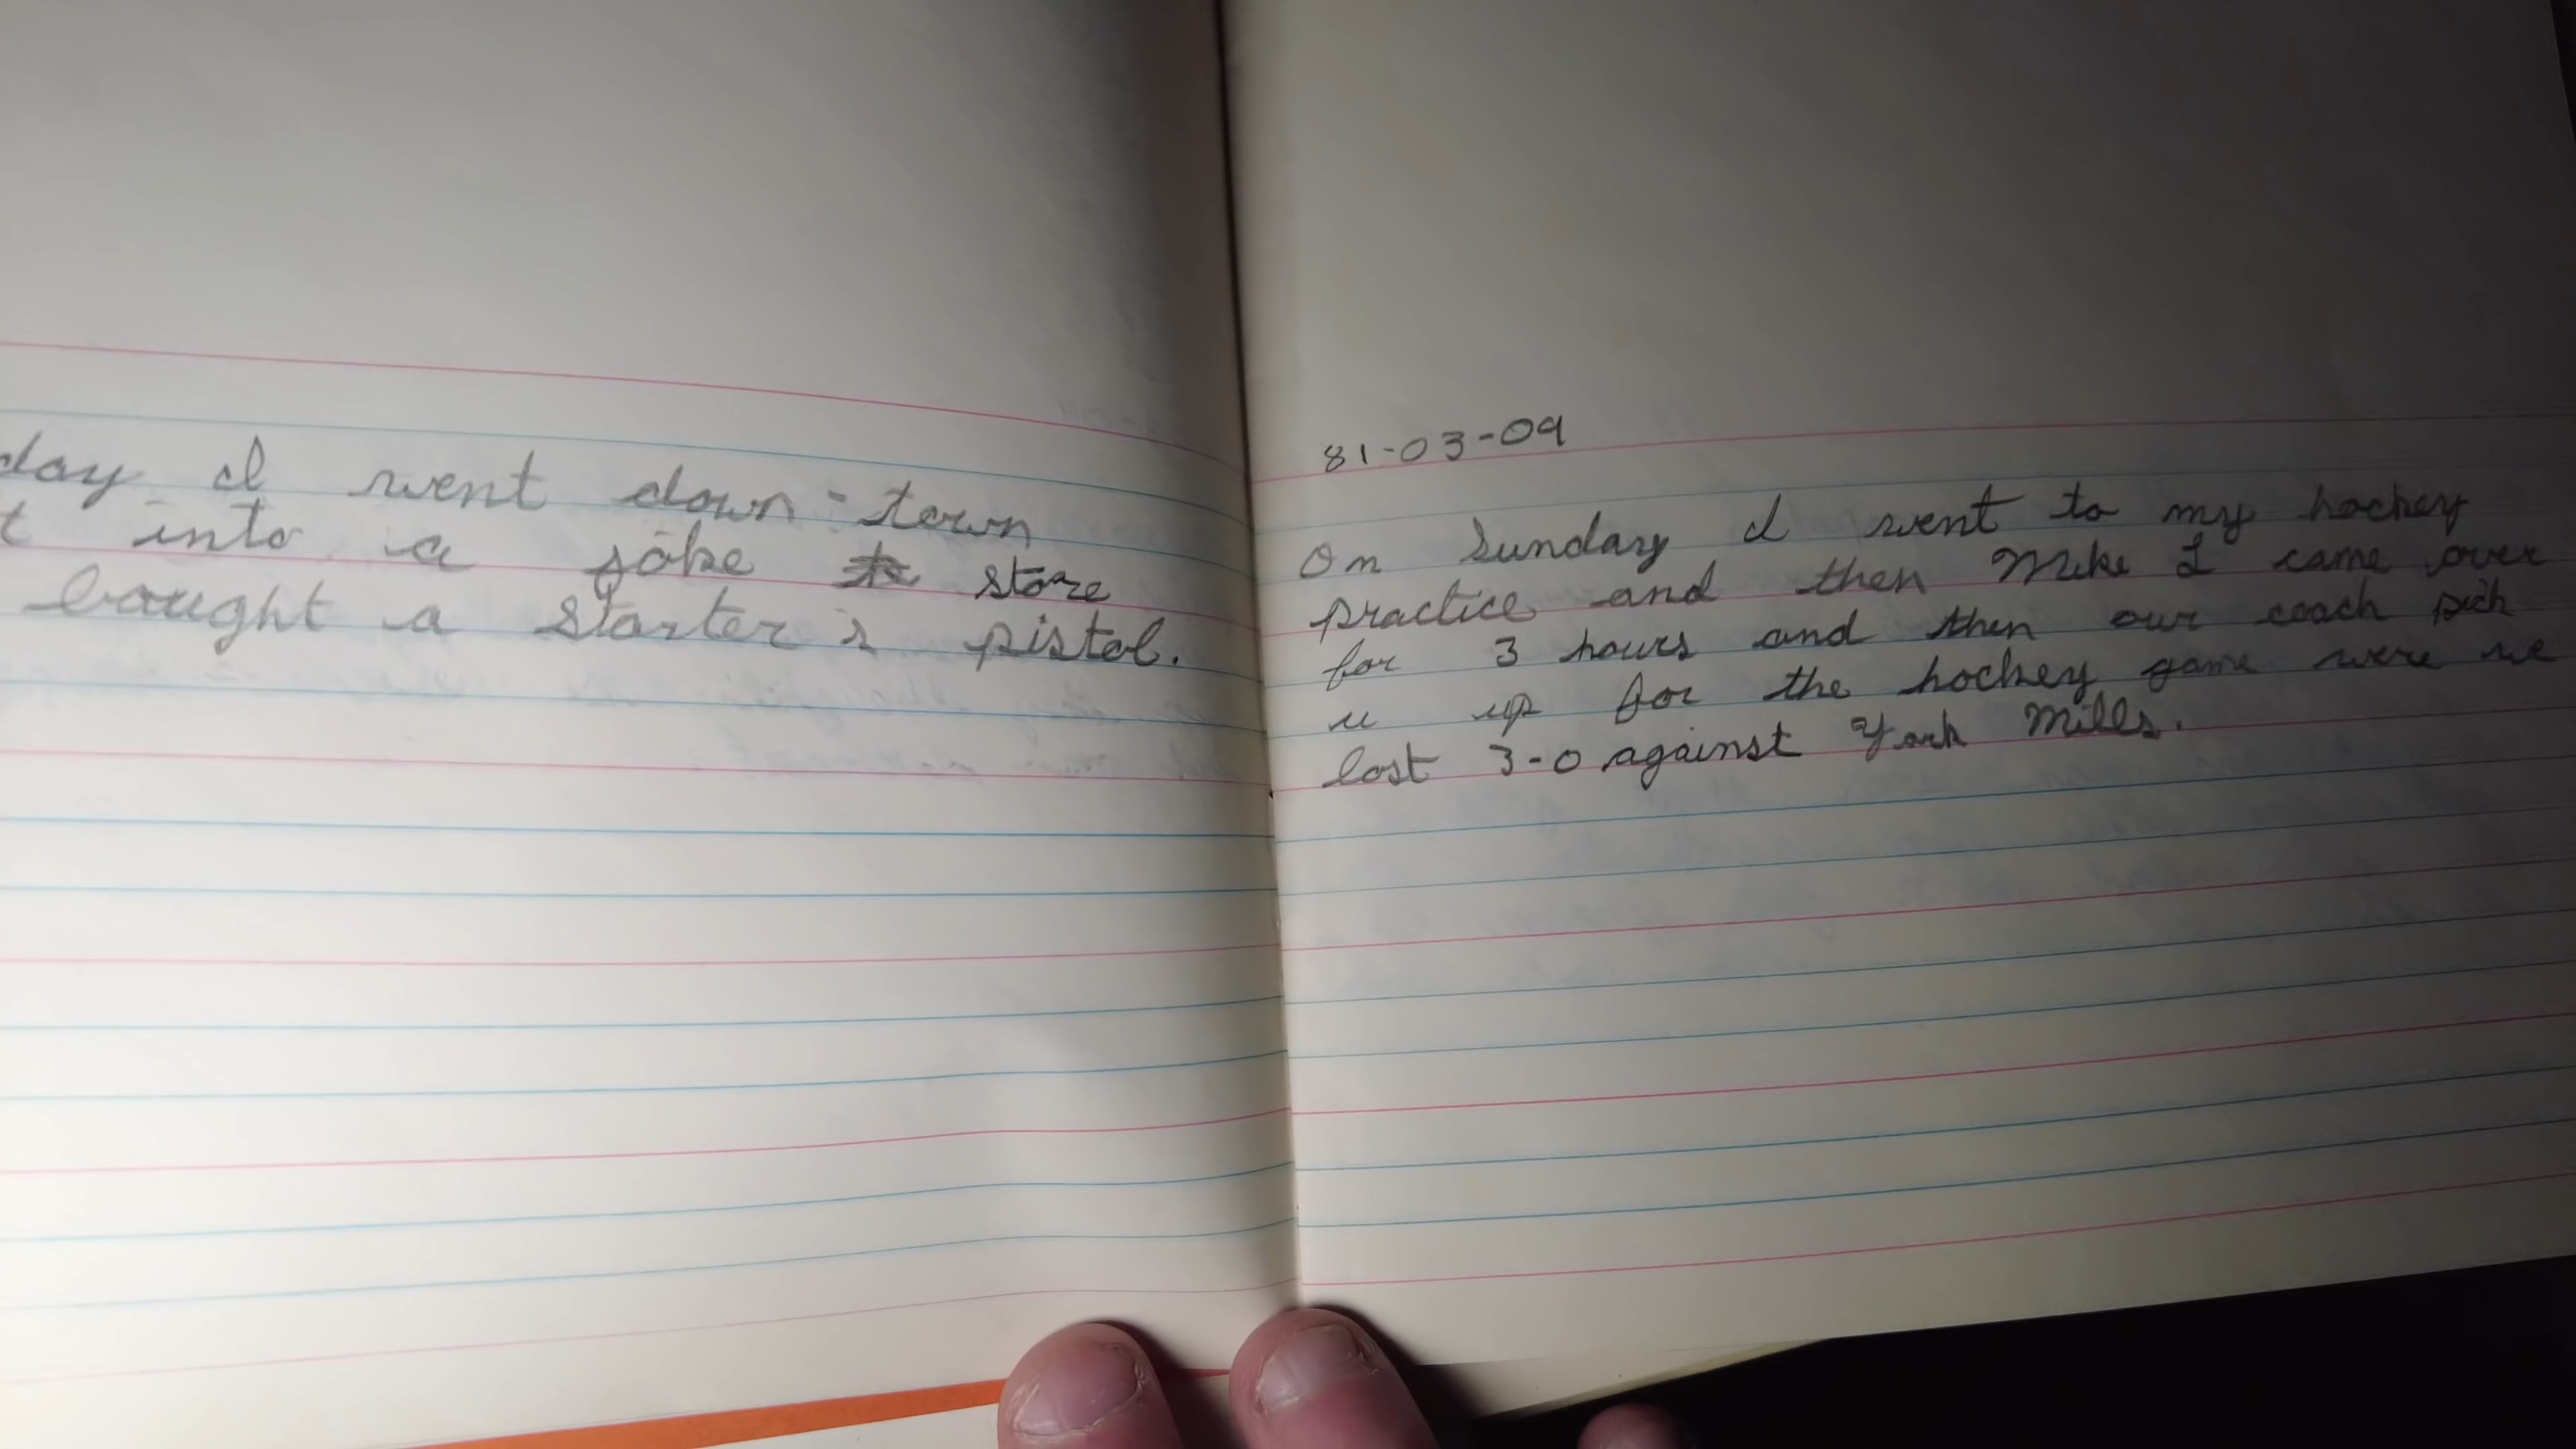 day I went down-town
t into a joke store
bought a starter's pistol.
81-03-09
On Sunday I went to my hockey
practice and then Mike L came over
for 3 hours and then our coach pick
u up for the hockey game were we
lost 3-0 against York Mills.